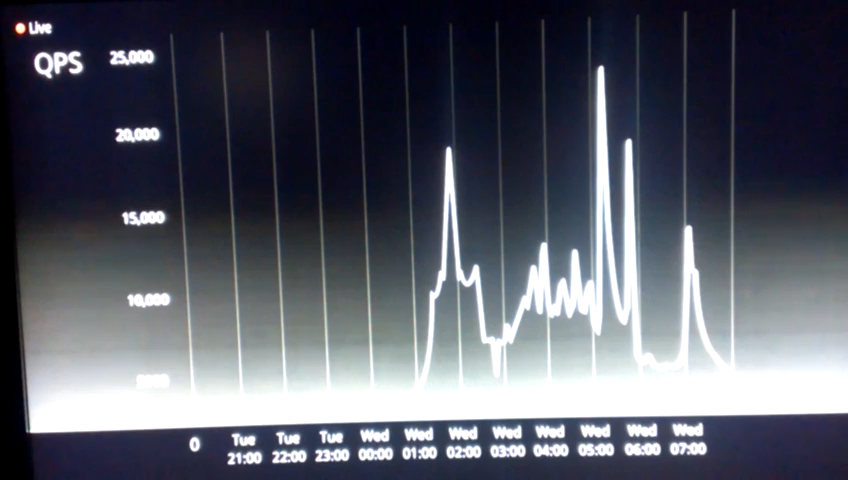 Live
QPS
25,000
20,000
15,000
10,000
5000
0
Tue 21:00
Tue 22:00
Tue 23:00
Wed 00:00
Wed 01:00
Wed 02:00
Wed 03:00
Wed 04:00
Wed 05:00
Wed 06:00
Wed 07:00